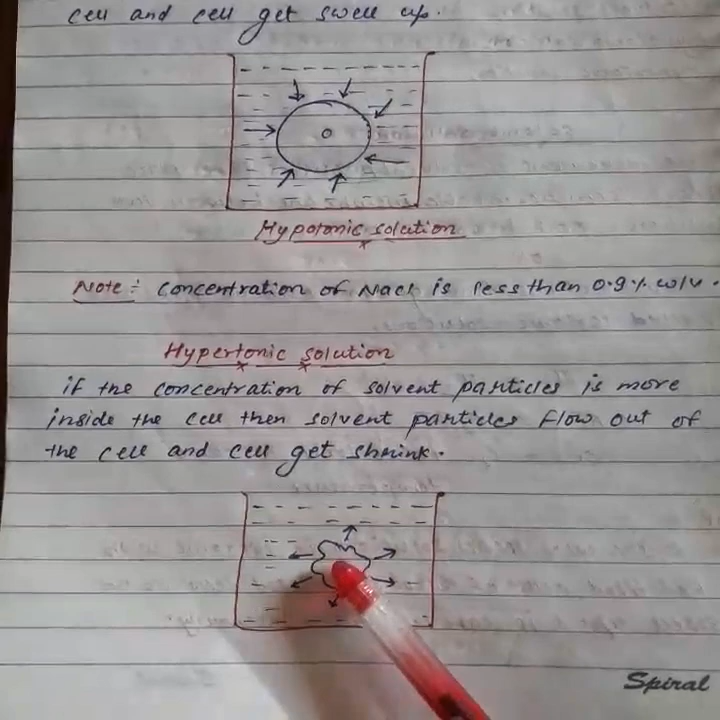 cell and cell get swell up.
Hypotonic solution
Note : concentration of NaCl is less than 0.9% w/v.
Hypertonic solution
if the concentration of solvent particles is more
inside the cell then solvent particles flow out of
the cell and cell get shrink.
Spiral